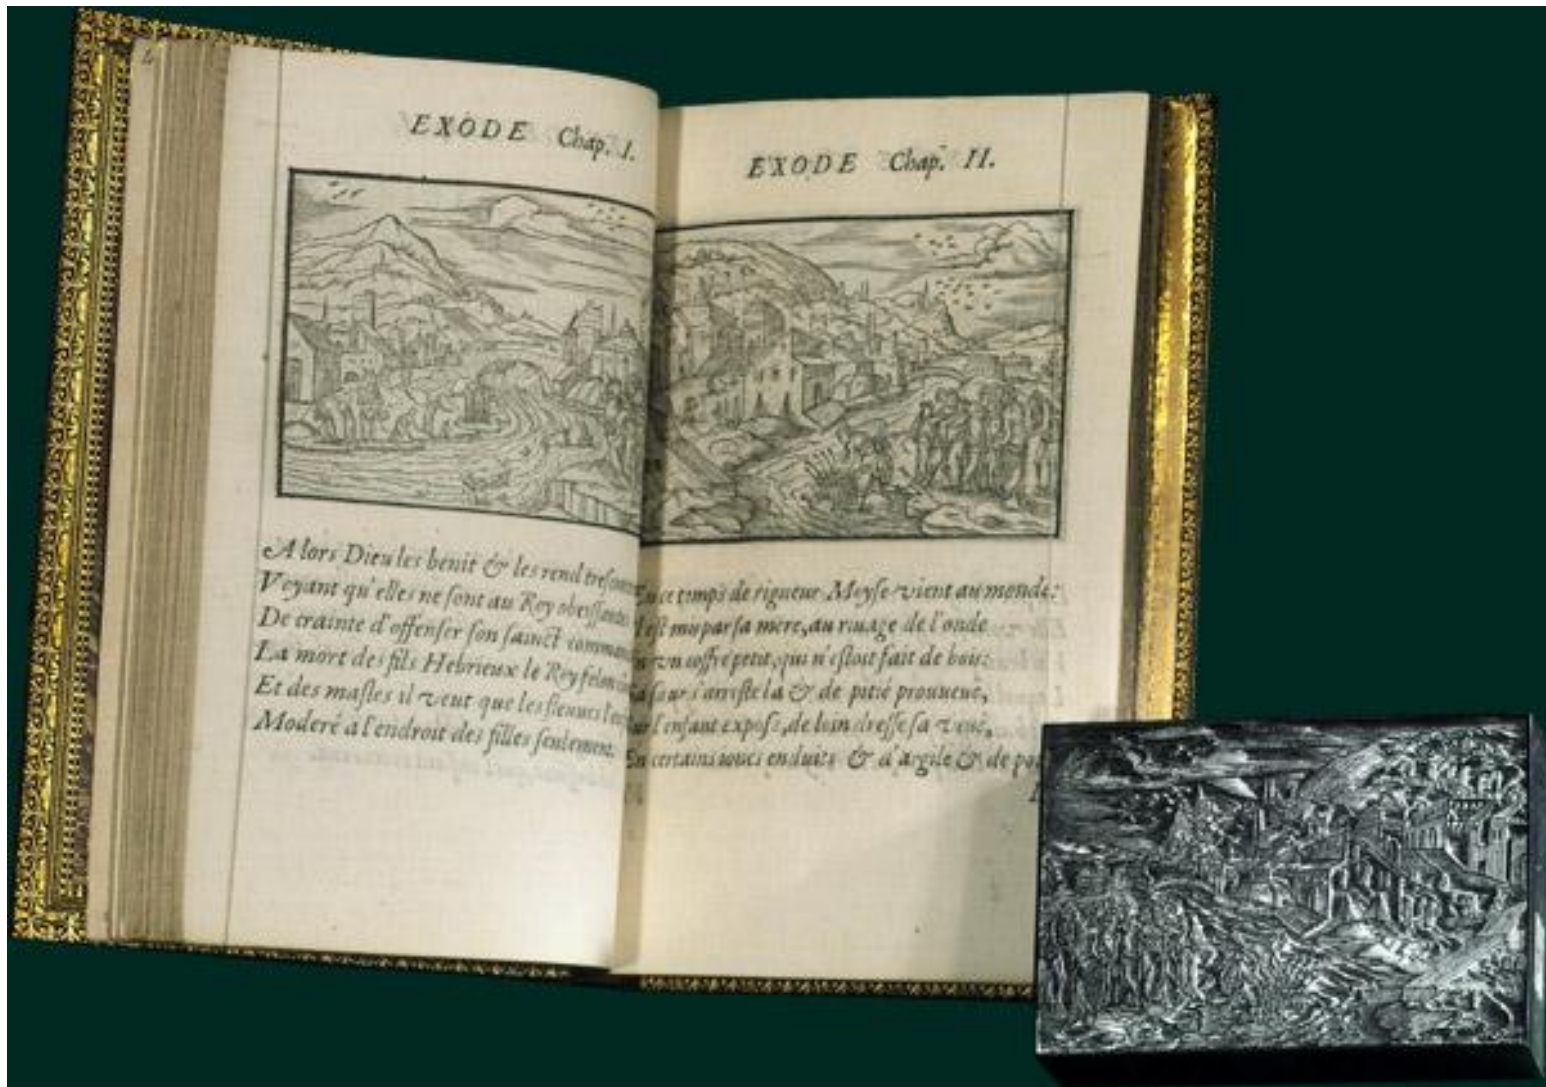 EXODE Chap. I.
Alors Dieu les benit & les rend
Voyant qu'elles ne sont au Roy obeissantes
De crainte d'offenser son sainct
La mort des fils Hebrieux le Roy
Et des masles il veut que les
Moderé a l'endroit des filles seulement.
EXODE Chap. II.
ce temps de rigueur Moyse vient au monde:
est mis par sa mere, au riuage de l'onde
vn coffre petit, qui n'estoit fait de bois:
sœur s'arreste la & de pitié
l'enfant exposé, de loin dresse sa veuë,
En certains enduits & d'argile & de